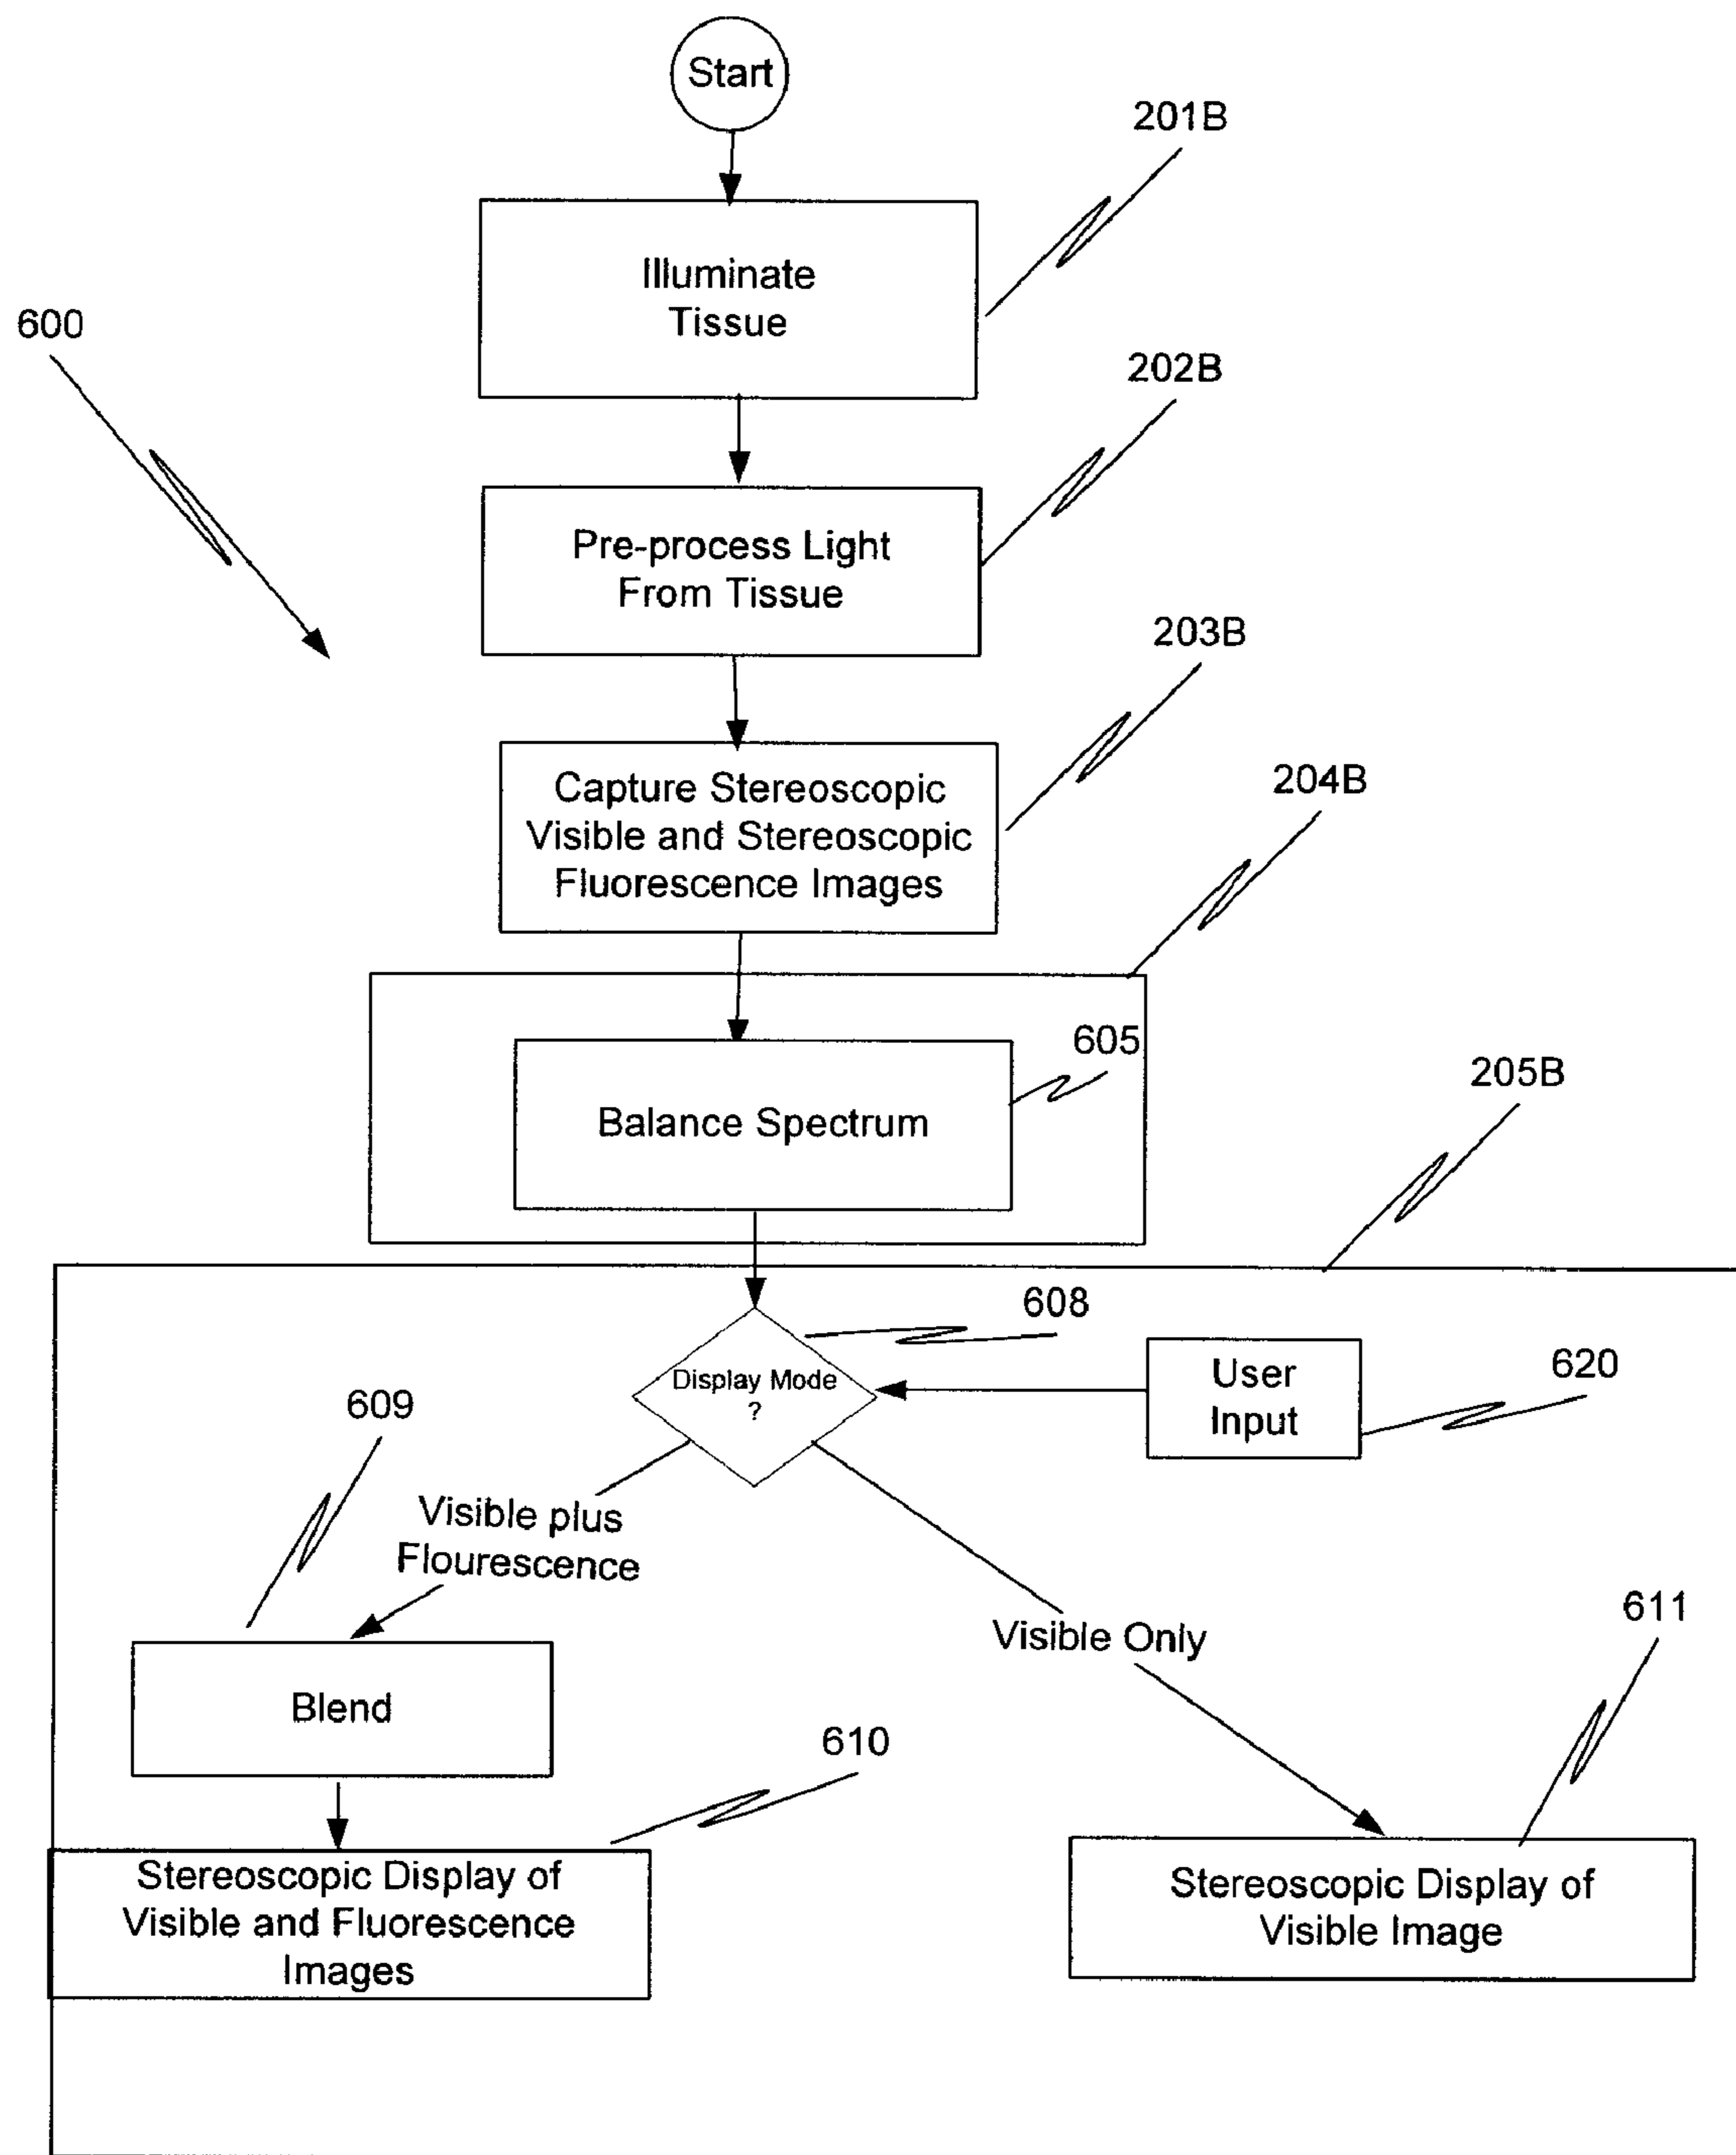 Start
201B
Illuminate
Tissue
600
202B
Pre-process Light
From Tissue
203B
Capture Stereoscopic
Visible and Stereoscopic
Fluorescence Images
204B
605
Balance Spectrum
205B
608
Display Mode
?
User
Input
620
609
Visible plus
Flourescence
Visible Only
611
Blend
610
Stereoscopic Display of
Visible and Fluorescence
Images
Stereoscopic Display of
Visible Image